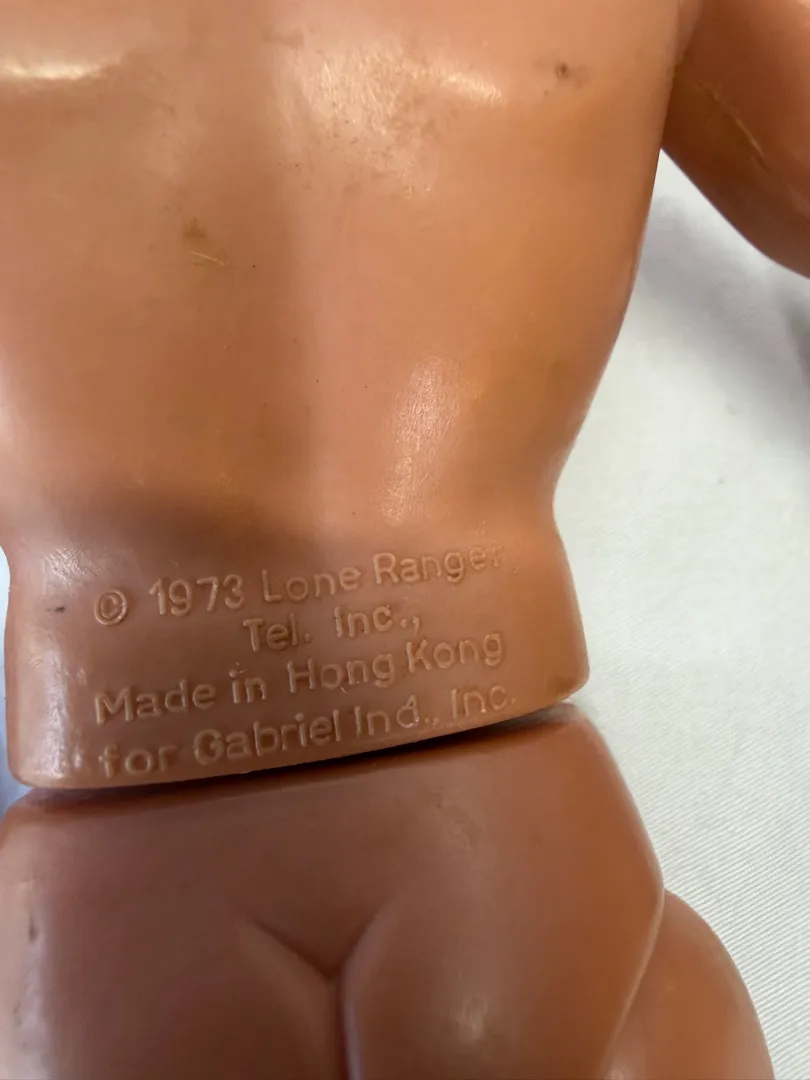 © 1973 Lone Ranger
Tel. Inc.,
Made in Hong Kong
for Gabriel Ind., Inc.